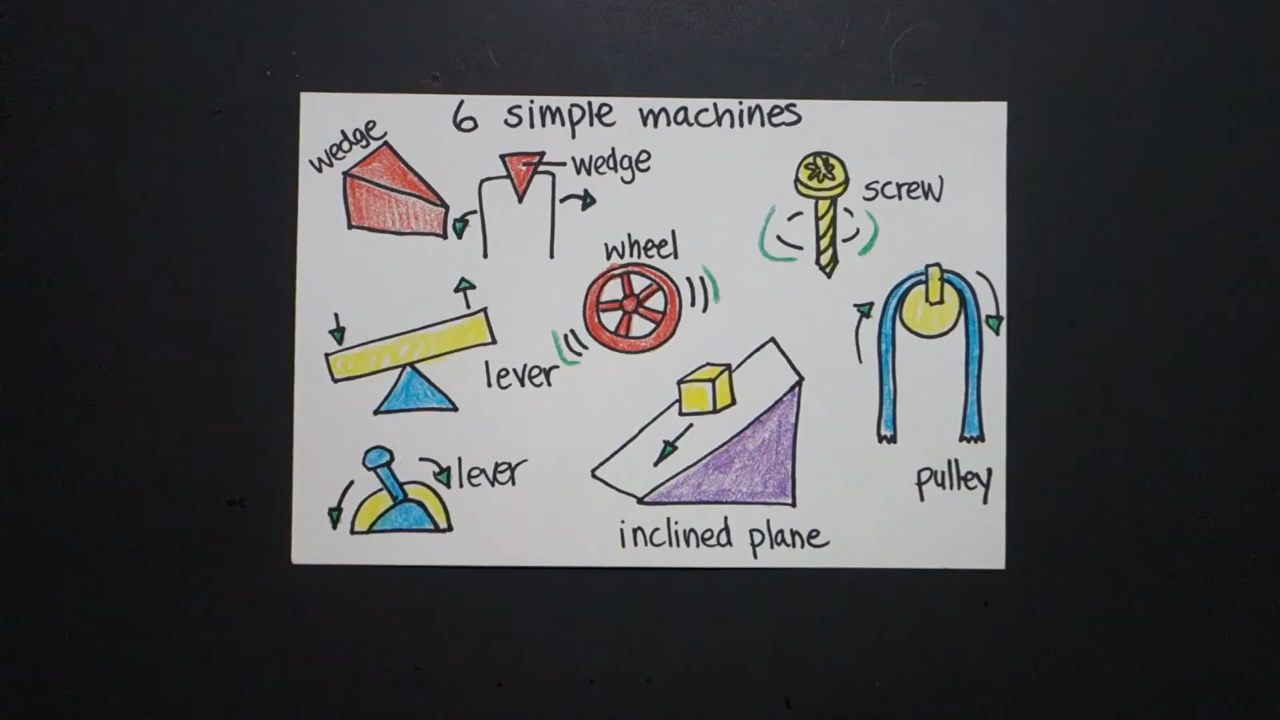 6 simple machines
wedge
wedge
screw
wheel
lever
lever
pulley
inclined plane